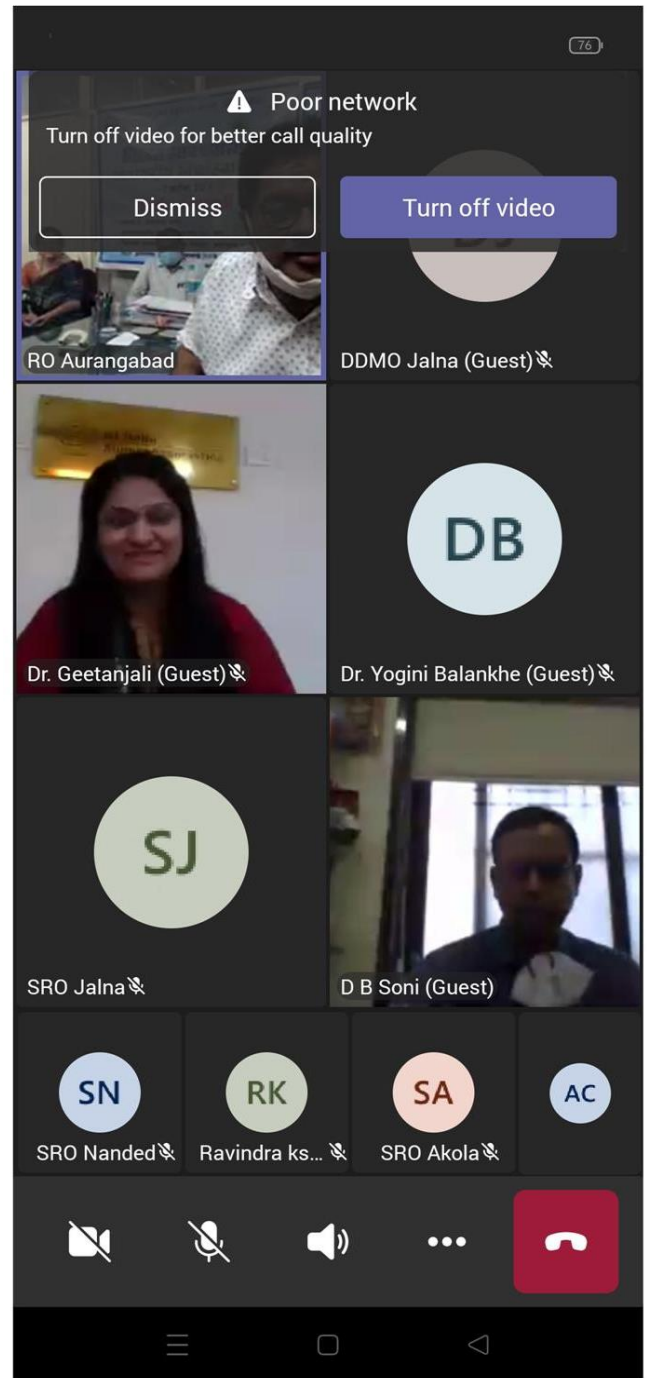 76
Poor network
Turn off video for better call quality
Dismiss
Turn off video
DJ
RO Aurangabad
DDMO Jalna (Guest)
DB
Dr. Geetanjali (Guest)
Dr. Yogini Balankhe (Guest)
SJ
SRO Jalna
D B Soni (Guest)
SN
RK
SA
AC
SRO Nanded
Ravindra ks...
SRO Akola